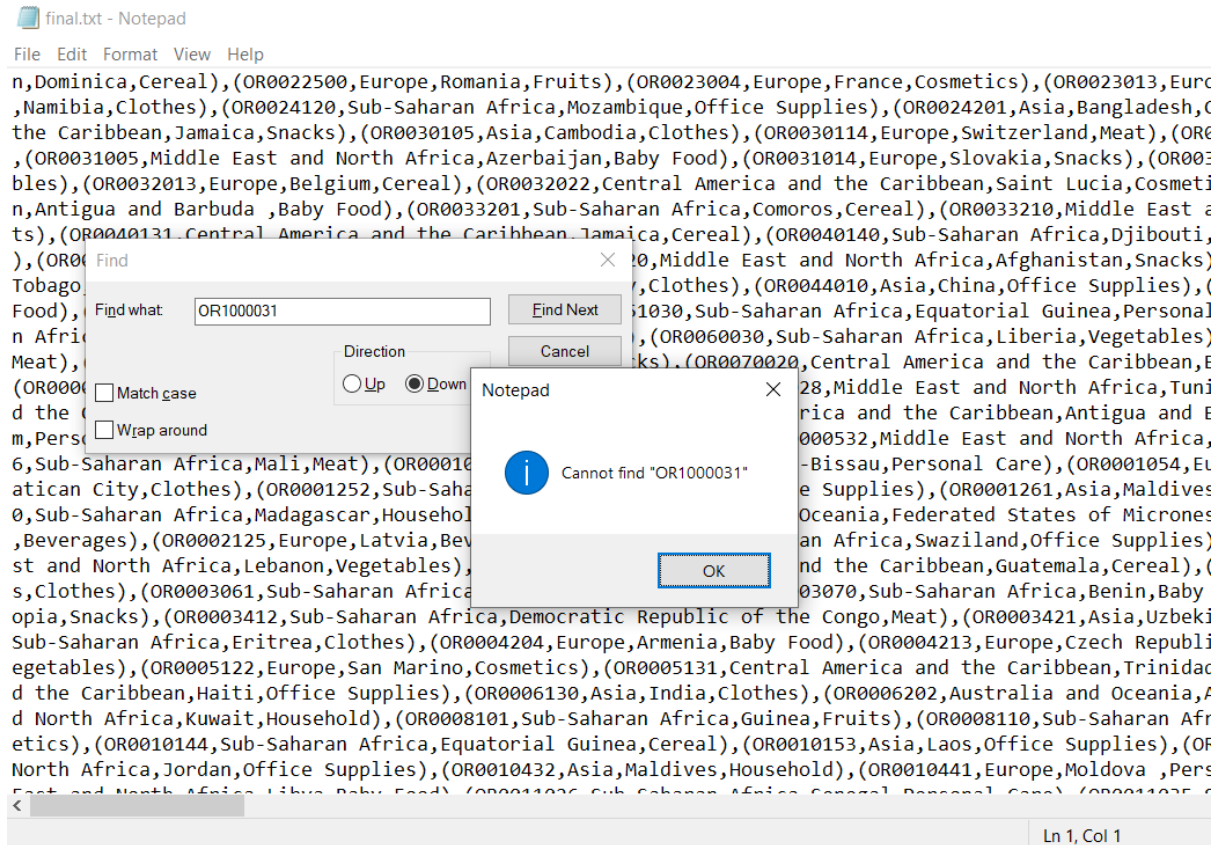 final.txt - Notepad
File Edit Format View Help
n,Dominica,Cereal),(OR0022500,Europe,Romania,Fruits),(OR0023004,Europe,France,Cosmetics),(OR0023013,Euro
,Namibia,Clothes),(OR0024120,Sub-Saharan Africa,Mozambique,Office Supplies),(OR0024201,Asia,Bangladesh,C
the Caribbean,Jamaica,Snacks),(OR0030105,Asia,Cambodia,Clothes),(OR0030114,Europe,Switzerland,Meat),(OR0
,(OR0031005,Middle East and North Africa,Azerbaijan,Baby Food),(OR0031014,Europe,Slovakia,Snacks),(OR003
bles),(OR0032013,Europe,Belgium,Cereal),(OR0032022,Central America and the Caribbean,Saint Lucia,Cosmeti
n,Antigua and Barbuda ,Baby Food),(OR0033201,Sub-Saharan Africa,Comoros,Cereal),(OR0033210,Middle East a
ts),(OR0040131,Central America and the Caribbean,Jamaica,Cereal),(OR0040140,Sub-Saharan Africa,Djibouti,
),(OR00 20,Middle East and North Africa,Afghanistan,Snacks)
Tobago ,Clothes),(OR0044010,Asia,China,Office Supplies),(
Food), 51030,Sub-Saharan Africa,Equatorial Guinea,Personal
n Afric ,(OR0060030,Sub-Saharan Africa,Liberia,Vegetables)
Meat), ks),(OR0070020,Central America and the Caribbean,
(OR0000 28,Middle East and North Africa,Tuni
d the rica and the Caribbean,Antigua and
m,Perso 000532,Middle East and North Africa,
6,Sub-Saharan Africa,Mali,Meat),(OR00010 -Bissau,Personal Care),(OR0001054,Eu
atican City,Clothes),(OR0001252,Sub-Saha e Supplies),(OR0001261,Asia,Maldives
0,Sub-Saharan Africa,Madagascar,Househol Oceania,Federated States of Micrones
,Beverages),(OR0002125,Europe,Latvia,Bev an Africa,Swaziland,Office Supplies)
st and North Africa,Lebanon,Vegetables), nd the Caribbean,Guatemala,Cereal),(
s,Clothes),(OR0003061,Sub-Saharan Africa 03070,Sub-Saharan Africa,Benin,Baby
opia,Snacks),(OR0003412,Sub-Saharan Africa,Democratic Republic of the Congo,Meat),(OR0003421,Asia,Uzbeki
Sub-Saharan Africa,Eritrea,Clothes),(OR0004204,Europe,Armenia,Baby Food),(OR0004213,Europe,Czech Republi
egetables),(OR0005122,Europe,San Marino,Cosmetics),(OR0005131,Central America and the Caribbean,Trinidad
d the Caribbean,Haiti,Office Supplies),(OR0006130,Asia,India,Clothes),(OR0006202,Australia and Oceania,A
d North Africa,Kuwait,Household),(OR0008101,Sub-Saharan Africa,Guinea,Fruits),(OR0008110,Sub-Saharan Afr
etics),(OR0010144,Sub-Saharan Africa,Equatorial Guinea,Cereal),(OR0010153,Asia,Laos,Office Supplies),(OR
North Africa,Jordan,Office Supplies),(OR0010432,Asia,Maldives,Household),(OR0010441,Europe,Moldova ,Pers
Find
Find what:
OR1000031
Find Next
Direction
Cancel
Up
Down
Match case
Wrap around
Notepad
Cannot find "OR1000031"
OK
Ln 1, Col 1